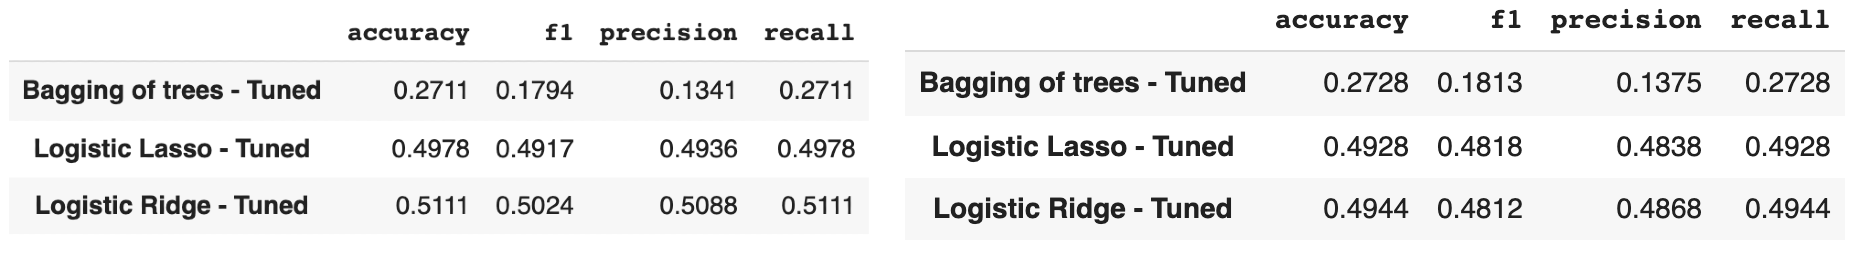 accuracy f1 precision recall
Bagging of trees - Tuned 0.2711 0.1794 0.1341 0.2711
Logistic Lasso - Tuned 0.4978 0.4917 0.4936 0.4978
Logistic Ridge - Tuned 0.5111 0.5024 0.5088 0.5111
accuracy f1 precision recall
Bagging of trees - Tuned 0.2728 0.1813 0.1375 0.2728
Logistic Lasso - Tuned 0.4928 0.4818 0.4838 0.4928
Logistic Ridge - Tuned 0.4944 0.4812 0.4868 0.4944